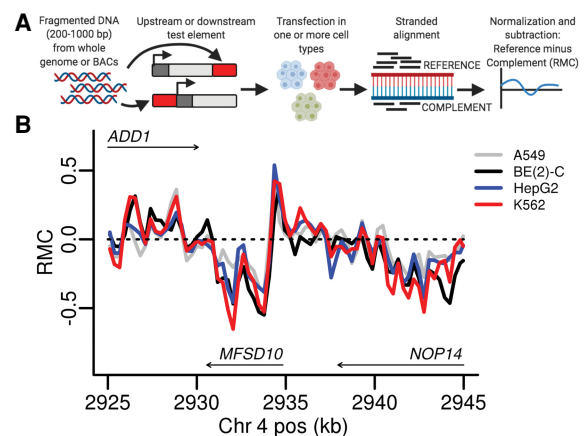 A
Fragmented DNA
(200-1000 bp)
from whole
genome or BACs
Upstream or downstream
test element
Transfection in
one or more cell
types
Stranded
alignment
REFERENCE
COMPLEMENT
Normalization and
subtraction:
Reference minus
Complement (RMC)
B
ADD1
A549
BE(2)-C
HepG2
K562
RMC
0.5
0.0
-0.5
MFSD10
NOP14
2925
2930
2935
2940
2945
Chr 4 pos (kb)